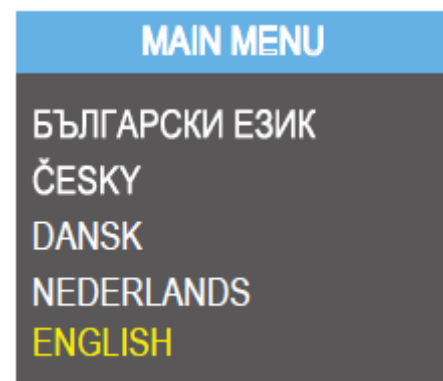 MAIN MENU
БЪЛГАРСКИ ЕЗИК
ČESKY
DANSK
NEDERLANDS
ENGLISH